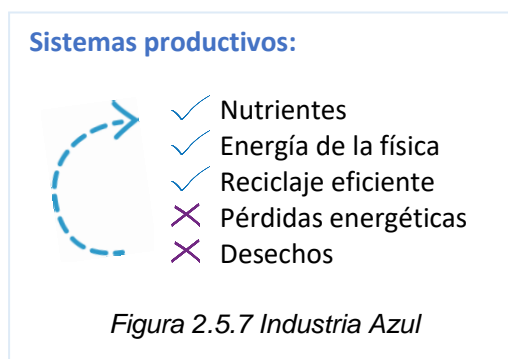 Sistemas productivos:
Nutrientes
Energía de la física
Reciclaje eficiente
Pérdidas energéticas
Desechos
Figura 2.5.7 Industria Azul